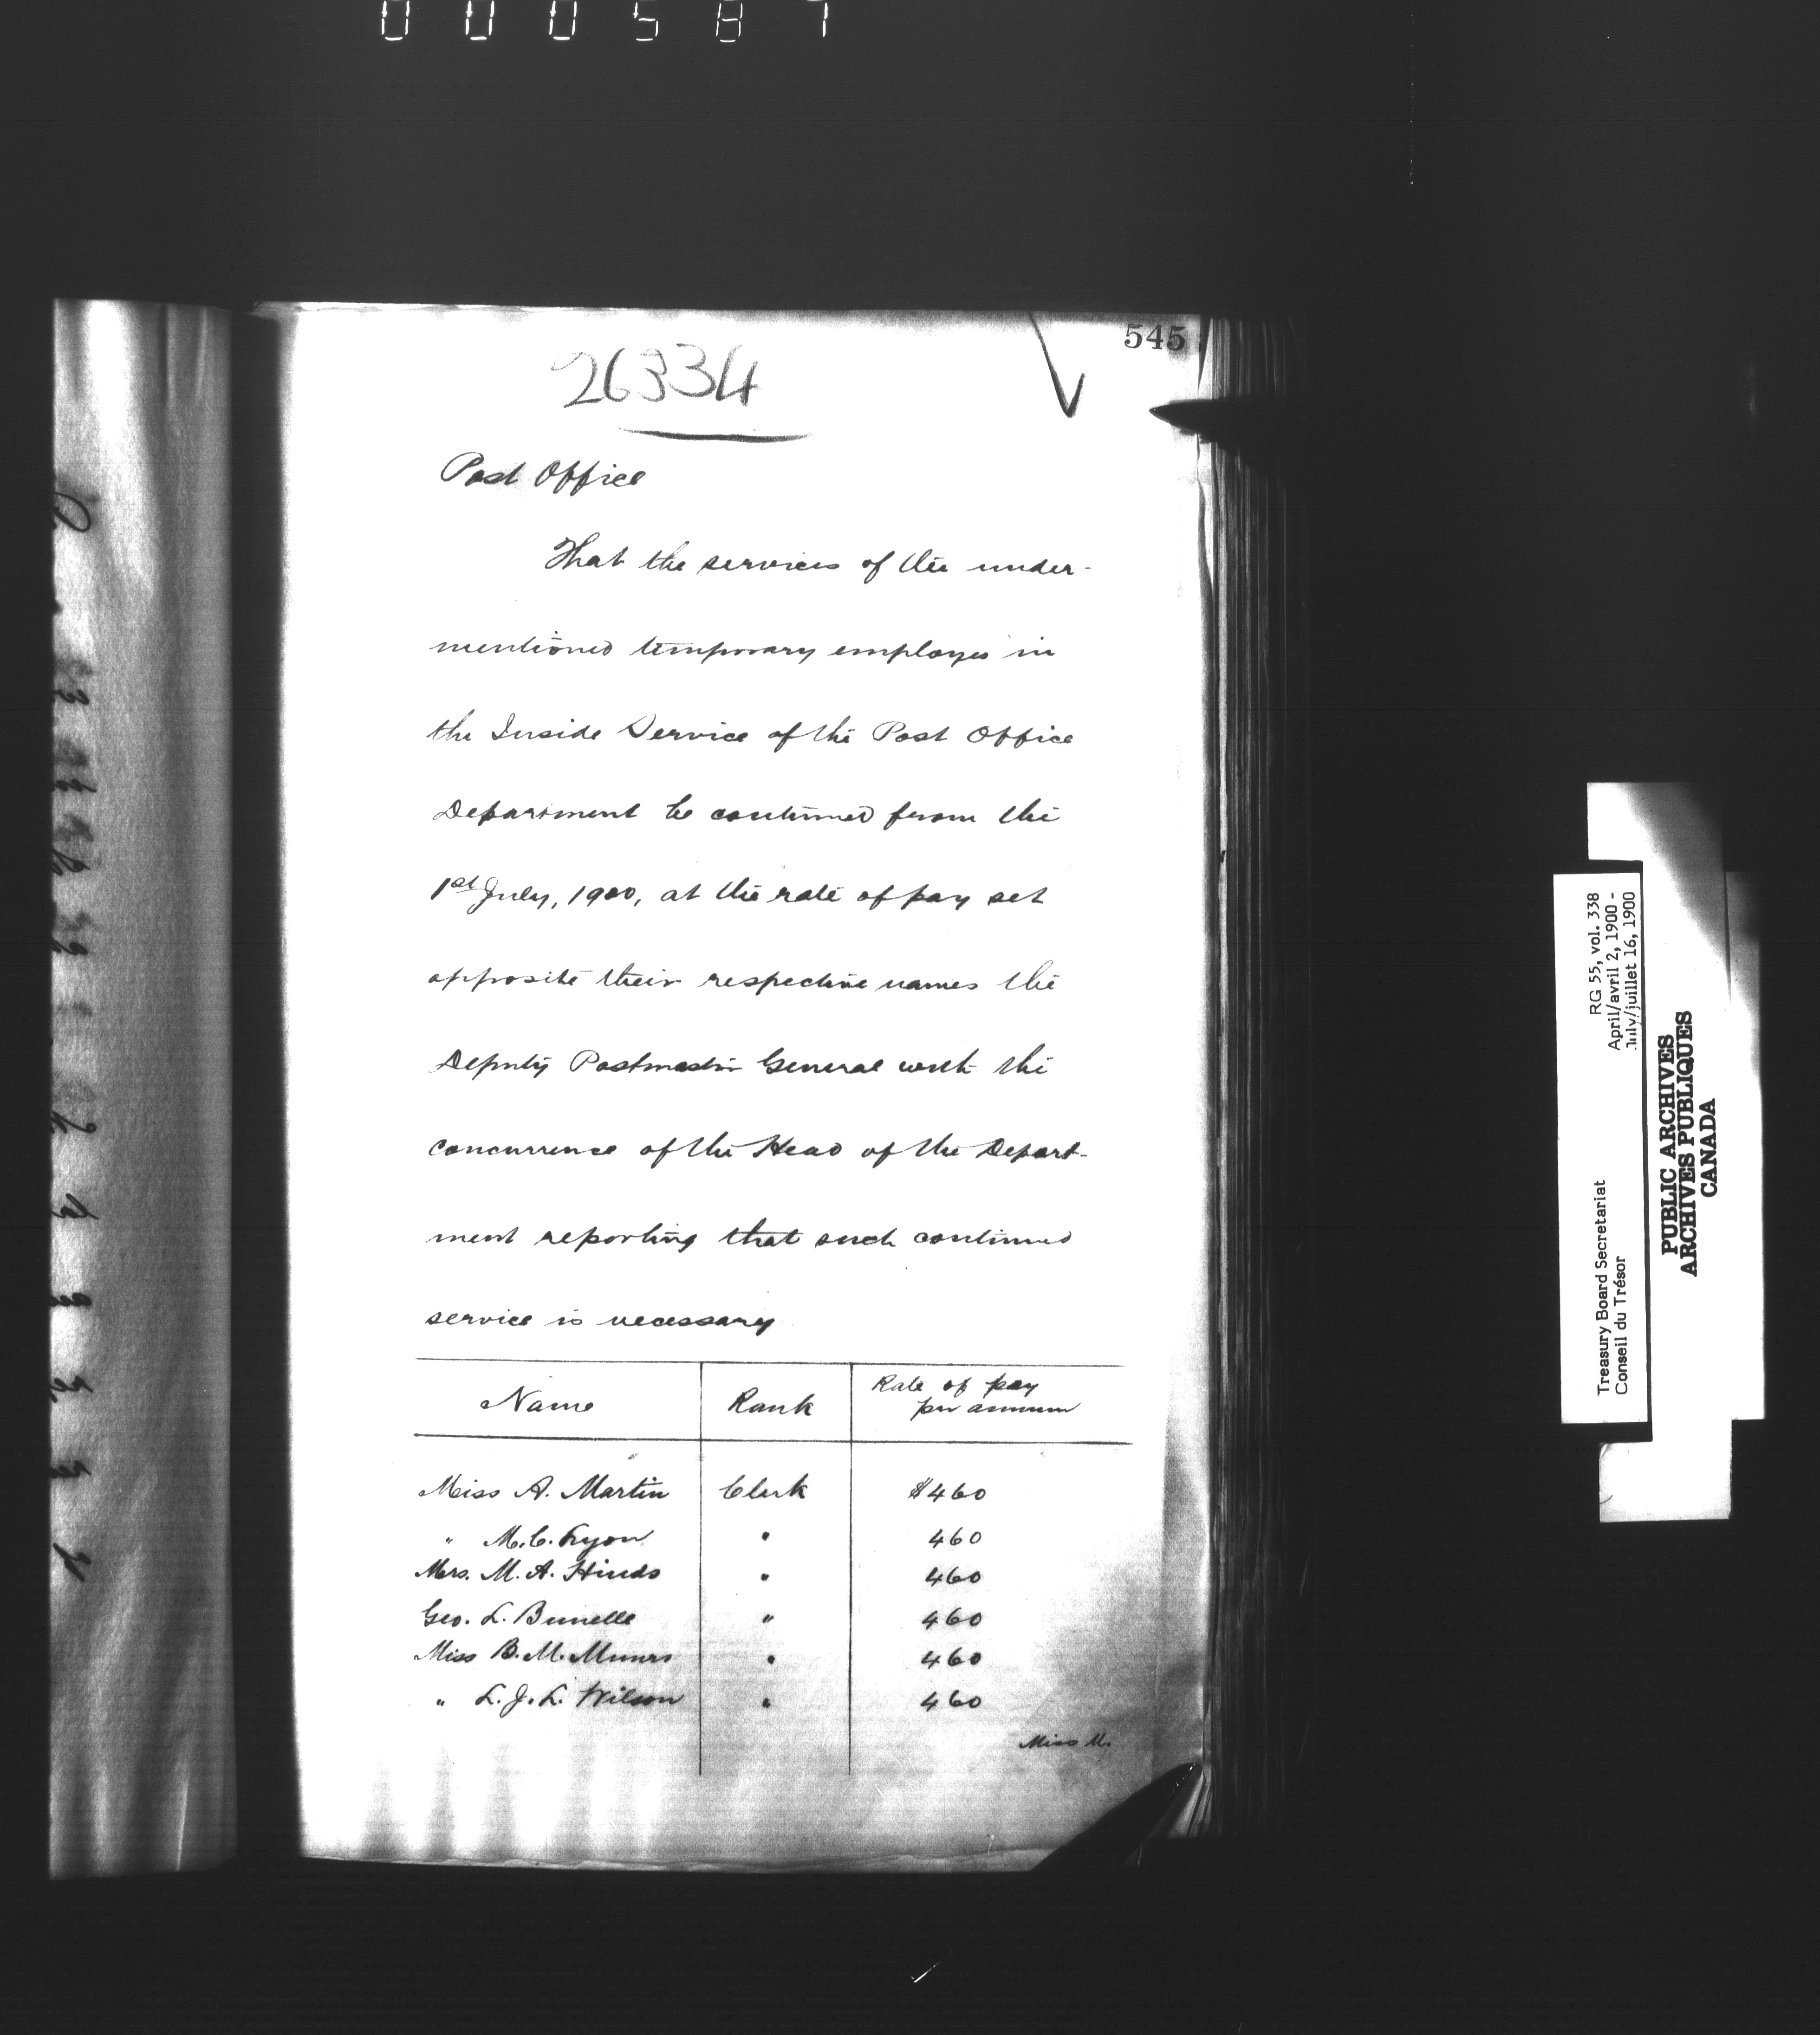 000587
545
26334
Post Office
That the services of the under-
mentioned temporary employes in
the Inside Service of the Post Office
Department be continued from the
1st July, 1900, at the rate of pay set
opposite their respective names the
Deputy Postmaster General with the
concurrence of the Head of the Depart-
ment reporting that such continued
service is necessary
Name Rank Rate of pay
per annum
Miss A. Martin Clerk $460
" M. C. Lyon " 460
Mrs. M. A. Hinds " 460
Geo. L. Brunelle " 460
Miss B. M. Munro " 460
" L. J. L. Wilson " 460
Miss M.
Treasury Board Secretariat RG 55, vol. 338
Conseil du Trésor April/avril 2, 1900 -
July/juillet 16, 1900
PUBLIC ARCHIVES
ARCHIVES PUBLIQUES
CANADA